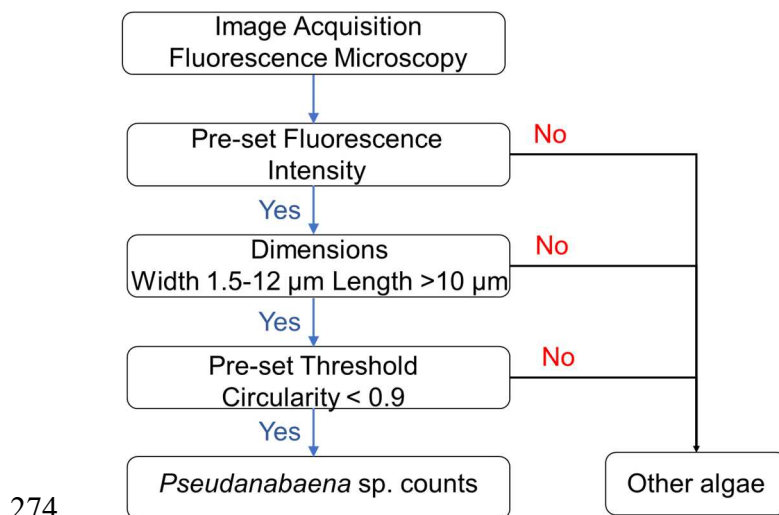 Image Acquisition
Fluorescence Microscopy
Pre-set Fluorescence
Intensity
No
Yes
Dimensions
Width 1.5-12 µm Length >10 µm
No
Yes
Pre-set Threshold
Circularity < 0.9
No
Yes
Pseudanabaena sp. counts
Other algae
274